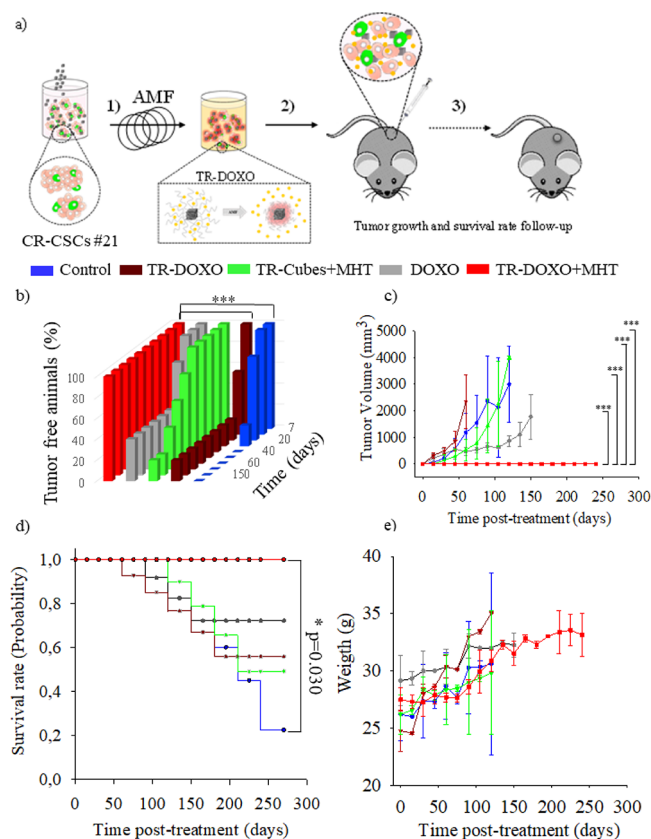 a)
1)
AMF
2)
3)
TR-DOXO
AMF
CR-CSCs #21
Tumor growth and survival rate follow-up
Control
TR-DOXO
TR-Cubes+MHT
DOXO
TR-DOXO+MHT
b)
***
Tumor free animals (%)
100
80
60
40
20
0
7
20
40
60
150
Time (days)
c)
Tumor Volume (mm3)
5000
4000
3000
2000
1000
0
***
***
***
***
0 50 100 150 200 250 300
Time post-treatment (days)
d)
Survival rate (Probability)
1,0
0,8
0,6
0,4
0,2
0,0
* p=0.030
0 50 100 150 200 250 300
Time post-treatment (days)
e)
Weigth (g)
40
35
30
25
20
0 50 100 150 200 250 300
Time post-treatment (days)